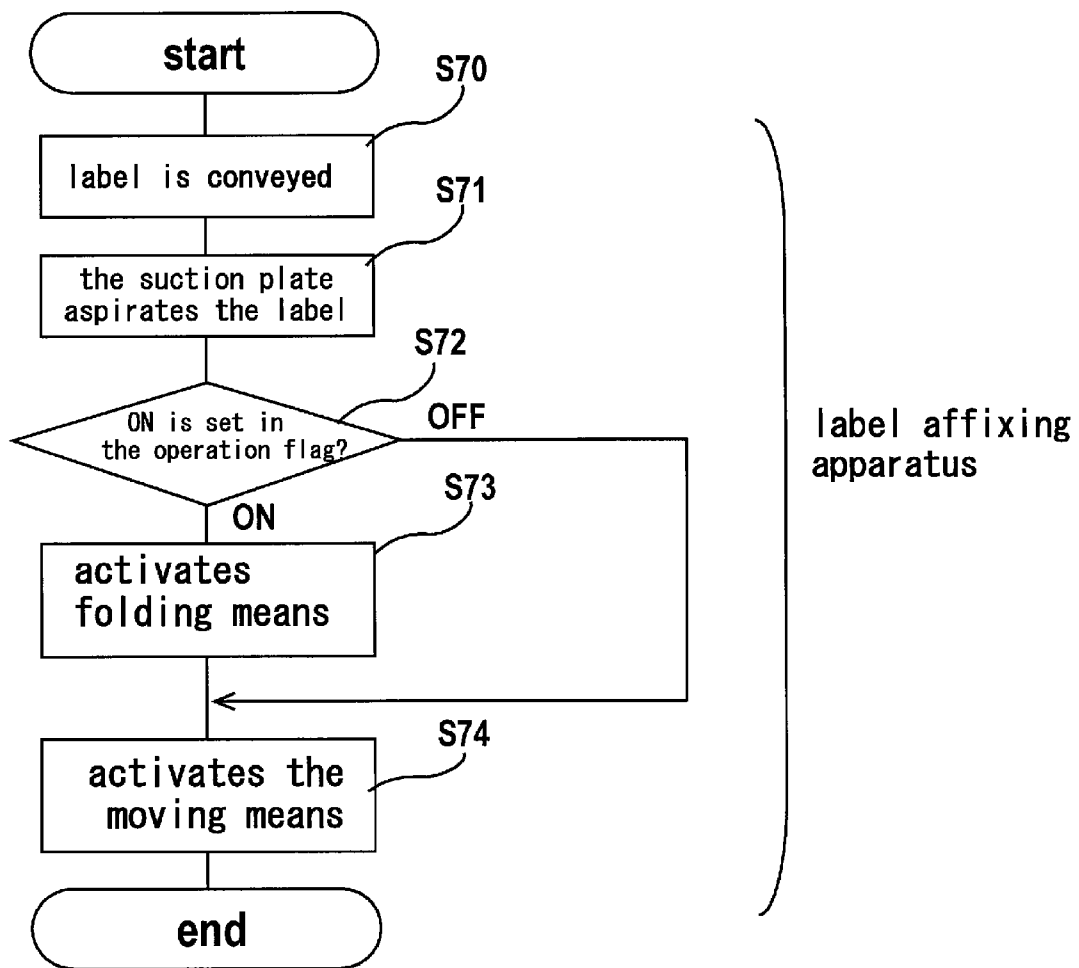 start
S70
label is conveyed
S71
the suction plate
aspirates the label
S72
ON is set in
the operation flag?
OFF
ON
S73
activates
folding means
S74
activates the
moving means
end
label affixing
apparatus